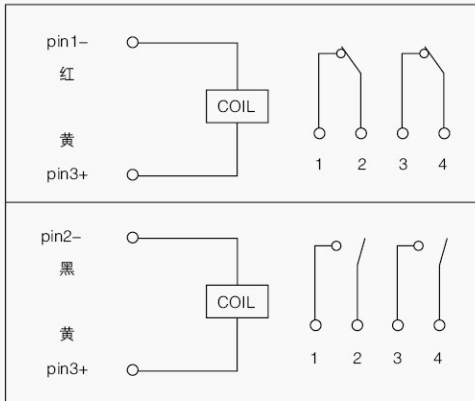 pin1-
红
COIL
黄
pin3+
1 2 3 4
pin2-
黑
COIL
黄
pin3+
1 2 3 4